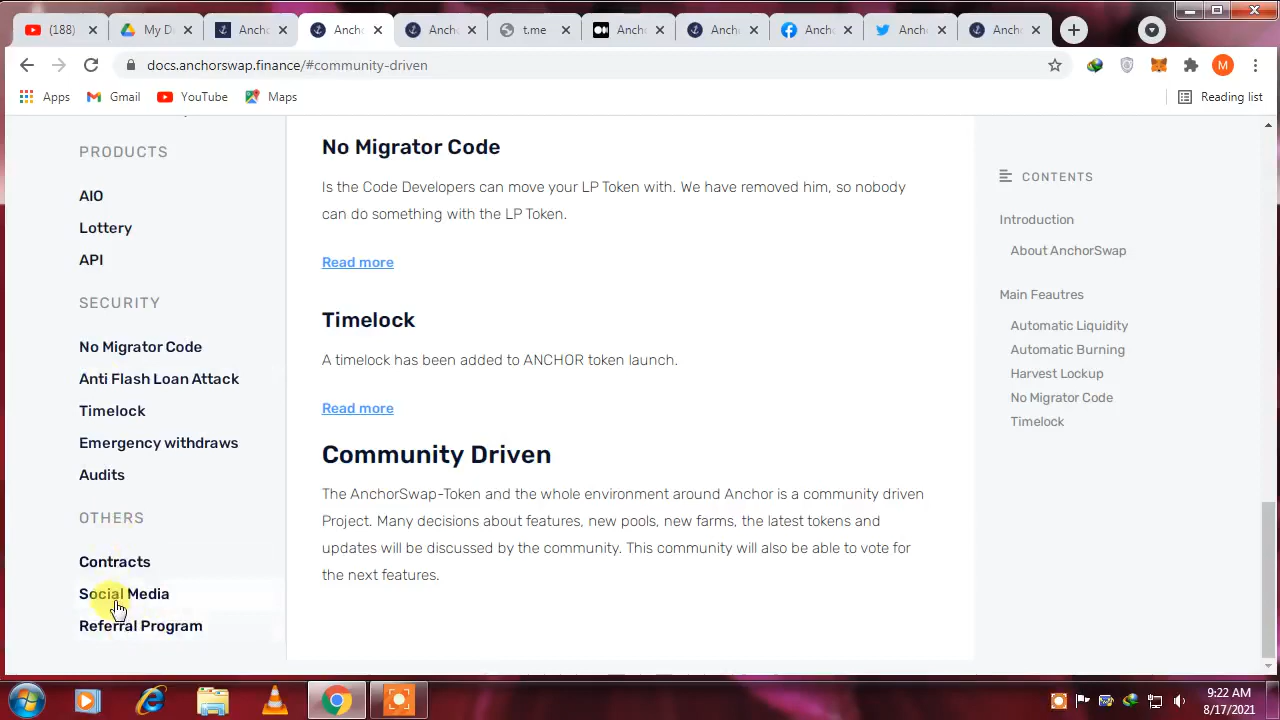 (188)
My D
Anch
Anch
Anch
t.me
Anch
Anch
Anch
Anch
Anch
docs.anchorswap.finance/#community-driven
M
Apps
Gmail
YouTube
Maps
Reading list
PRODUCTS
AIO
Lottery
API
SECURITY
No Migrator Code
Anti Flash Loan Attack
Timelock
Emergency withdraws
Audits
OTHERS
Contracts
Social Media
Referral Program
No Migrator Code
Is the Code Developers can move your LP Token with. We have removed him, so nobody
can do something with the LP Token.
Read more
Timelock
A timelock has been added to ANCHOR token launch.
Read more
Community Driven
The AnchorSwap-Token and the whole environment around Anchor is a community driven
Project. Many decisions about features, new pools, new farms, the latest tokens and
updates will be discussed by the community. This community will also be able to vote for
the next features.
CONTENTS
Introduction
About AnchorSwap
Main Feautres
Automatic Liquidity
Automatic Burning
Harvest Lockup
No Migrator Code
Timelock
9:22 AM
8/17/2021